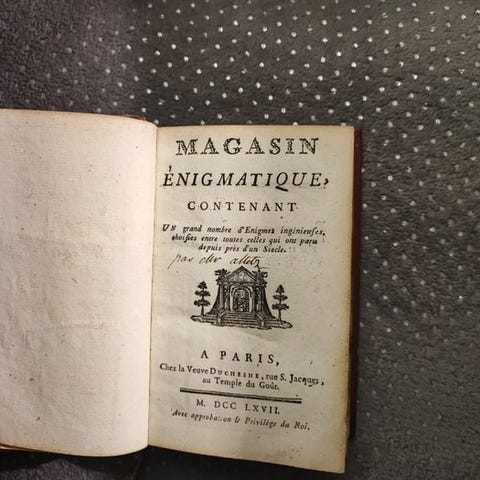 MAGASIN
ÉNIGMATIQUE,
CONTENANT
UN grand nombre d'Enigmes ingénieuses,
choisies entre toutes celles qui ont paru
depuis près d'un Siecle.
par
A PARIS,
Chez la Veuve DUCHESNE, rue S. Jacques,
au Temple du Goût.
M. DCC LXVII.
Avec approbation & Privilége du Roi.